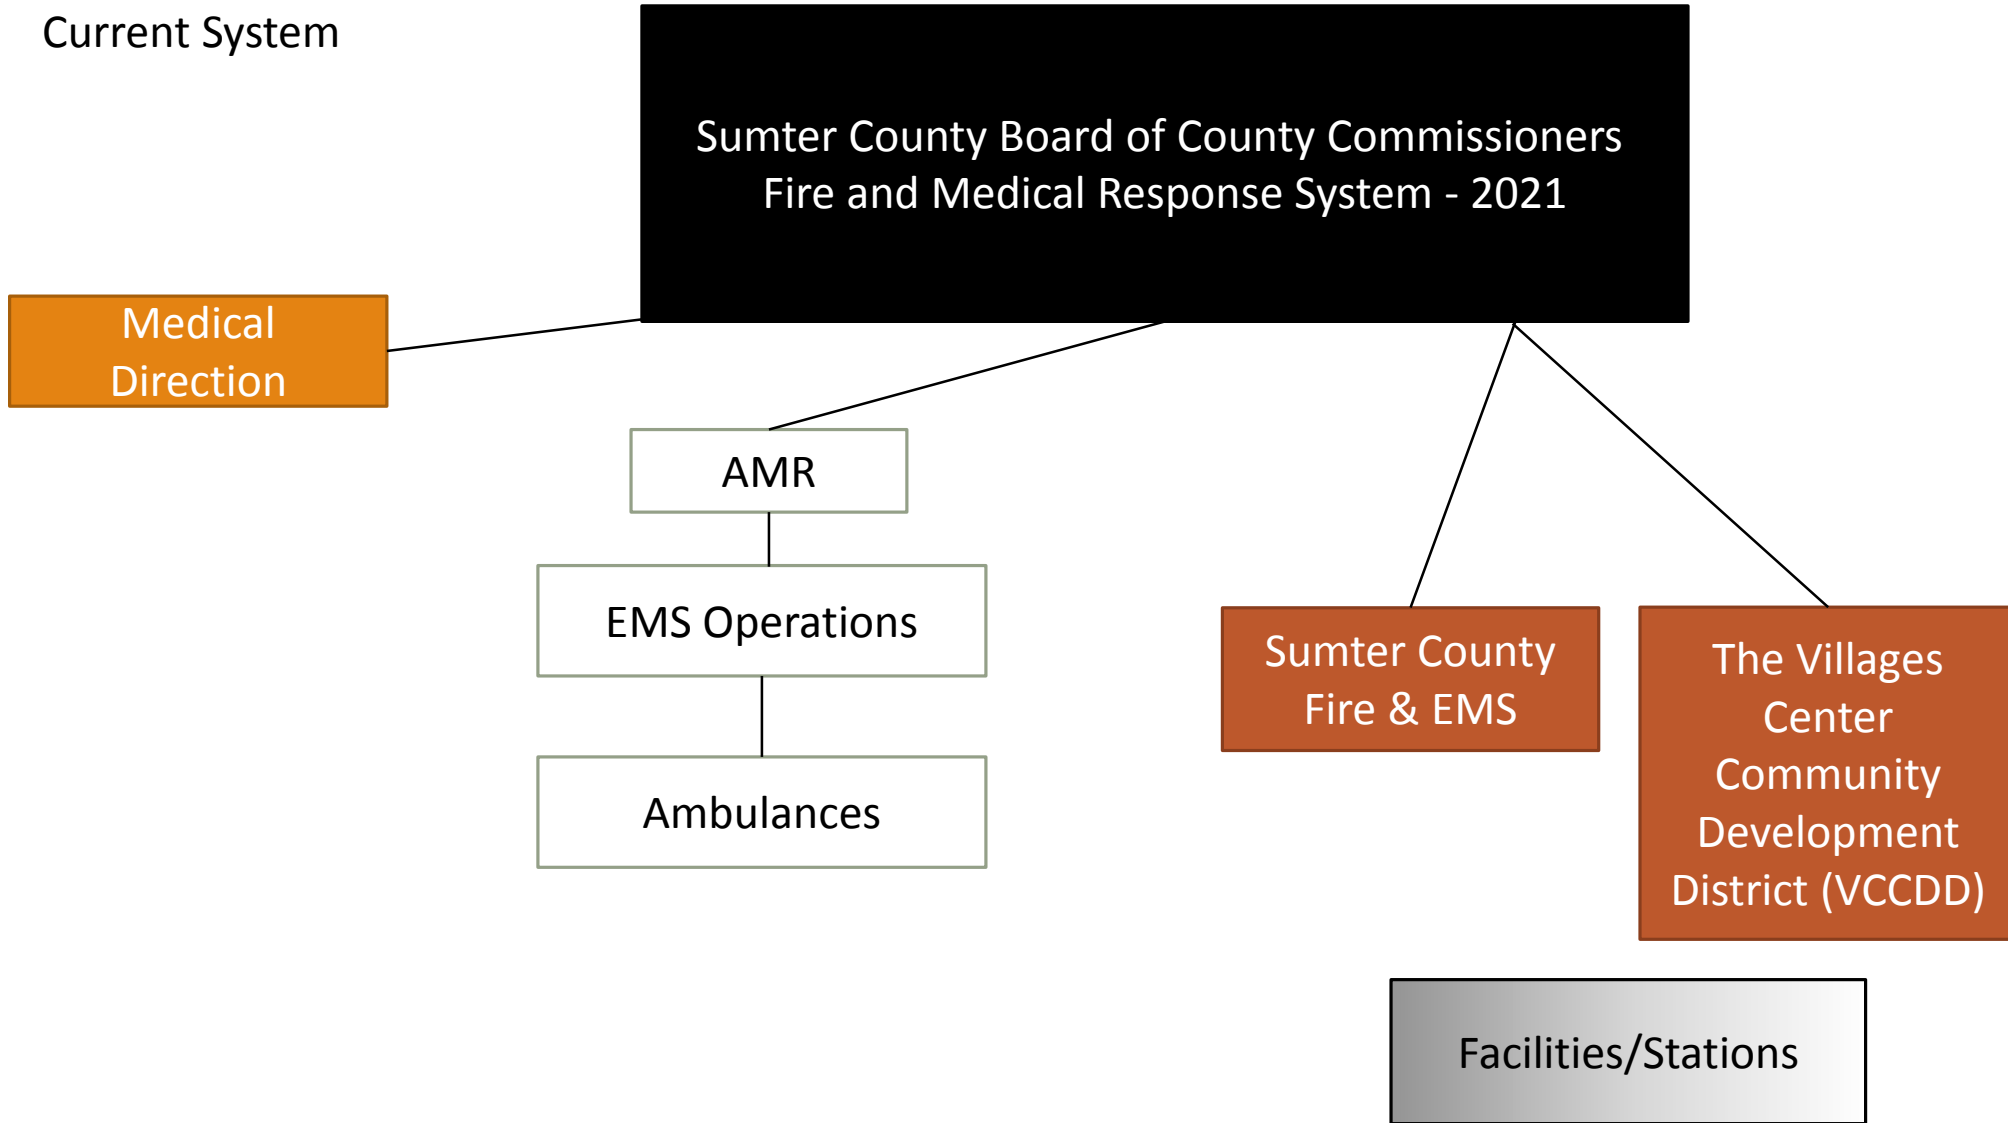 Current System
Sumter County Board of County Commissioners
Fire and Medical Response System - 2021
Medical
Direction
AMR
EMS Operations
Ambulances
Sumter County
Fire & EMS
The Villages
Center
Community
Development
District (VCCDD)
Facilities/Stations